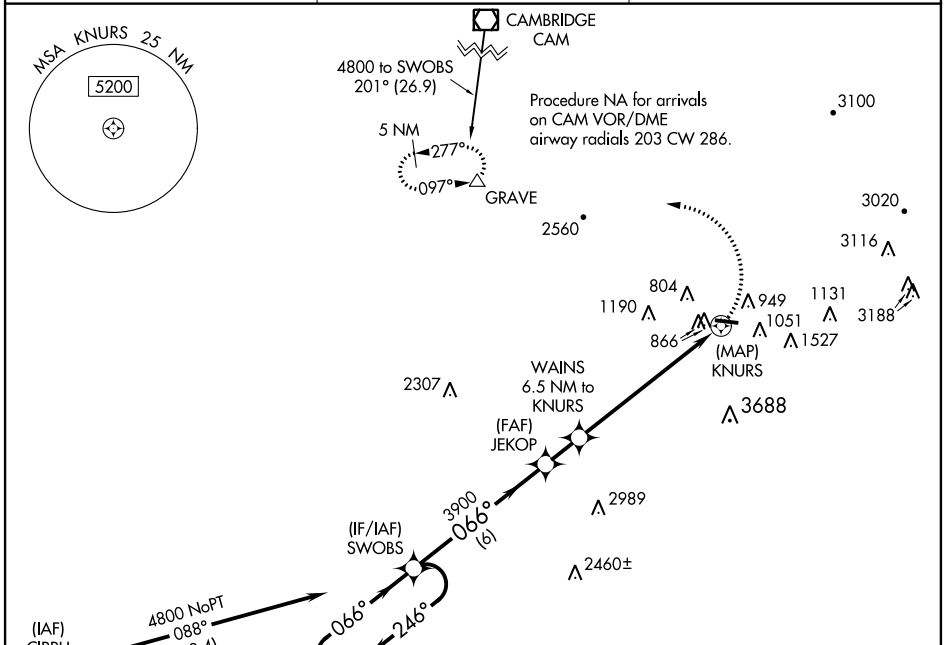 MSA KNURS 25 NM
5200
CAMBRIDGE
CAM
4800 to SWOBS
201° (26.9)
Procedure NA for arrivals
on CAM VOR/DME
airway radials 203 CW 286.
3100
5 NM
277°
097°
GRAVE
2560
3020
3116
804
949
1131
1190
3188
866
1051
1527
(MAP)
KNURS
WAINS
6.5 NM to
KNURS
2307
3688
(FAF)
JEKOP
3900
066°
(6)
2989
(IF/IAF)
SWOBS
2460±
4800 NoPT
088°
066°
246°
(IAF)